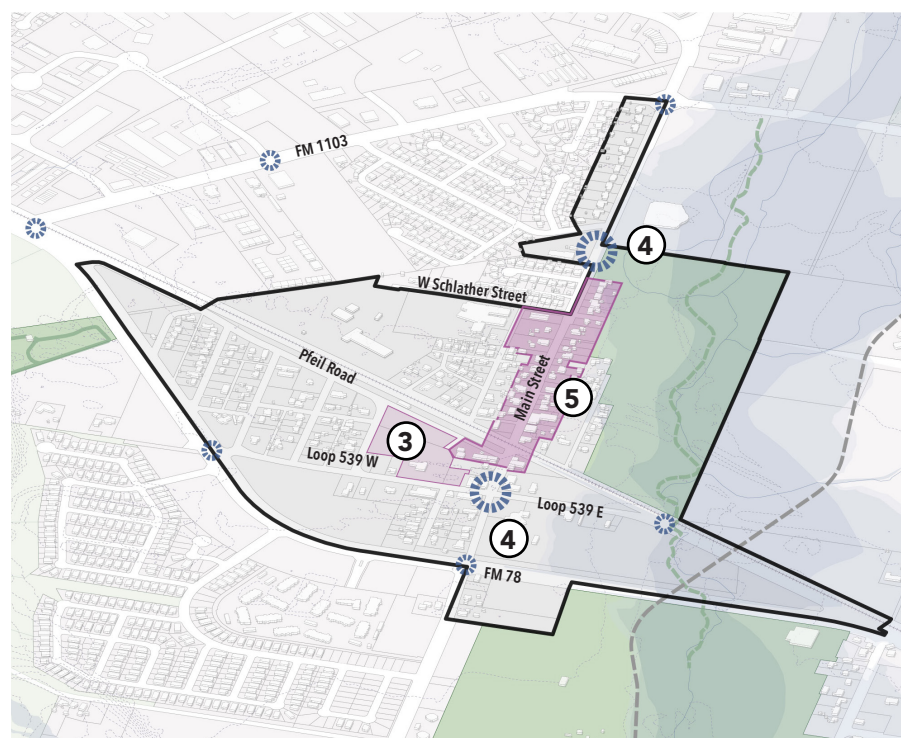 FM 1103
4
W Schlather Street
Pfeil Road
Main Street
5
3
Loop 539 W
Loop 539 E
4
FM 78